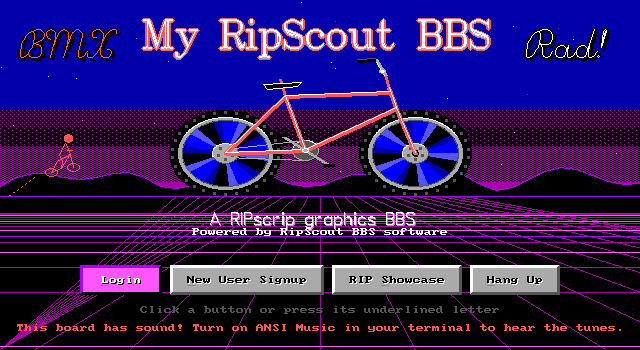 BMX My RipScout BBS Rad!
A RIPscrip graphics BBS
Powered by RipScout BBS software
Login New User Signup RIP Showcase Hang Up
Click a button or press its underlined letter
This board has sound! Turn on ANSI Music in your terminal to hear the tunes.